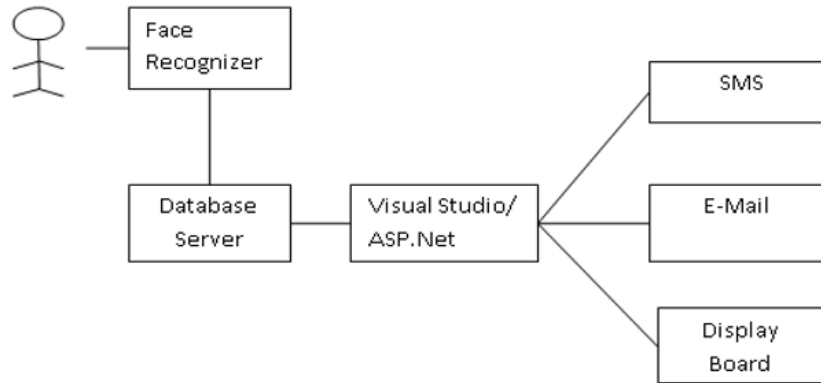 Face
Recognizer
SMS
Database
Server
Visual Studio/
ASP.Net
E-Mail
Display
Board